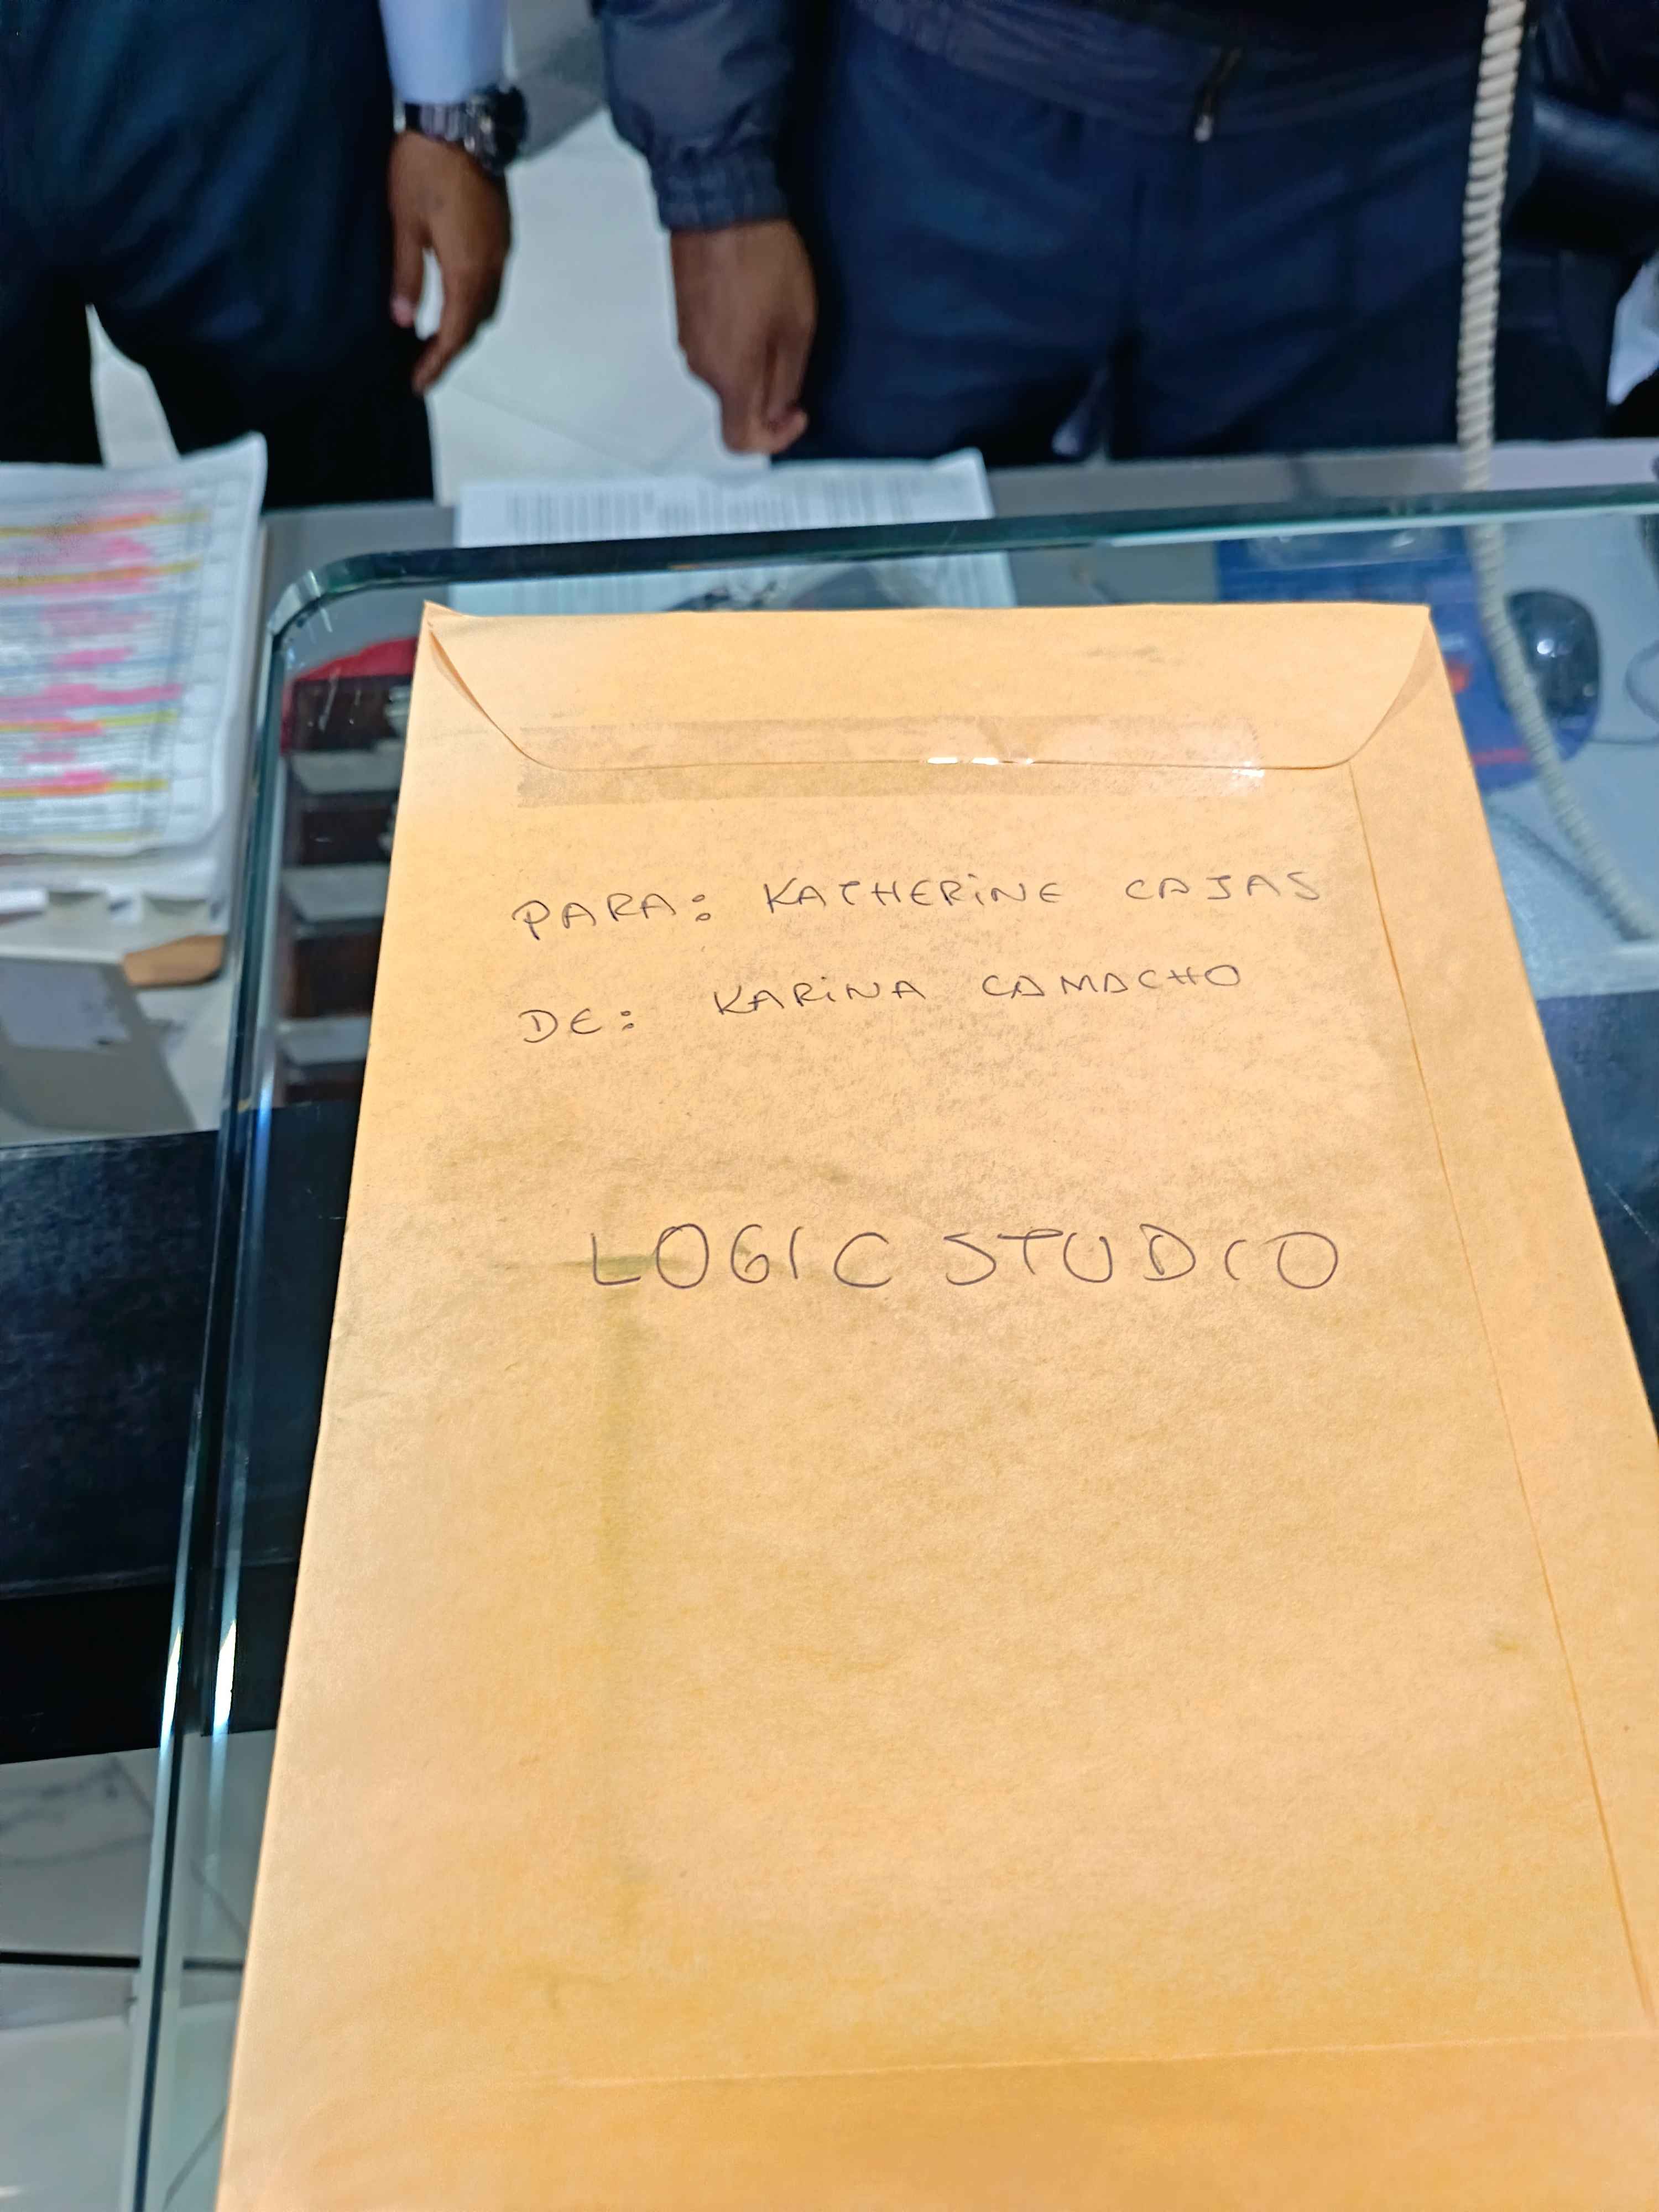 PARA: KATHERINE CAJAS
DE: KARINA CAMACHO
LOGIC STUDIO